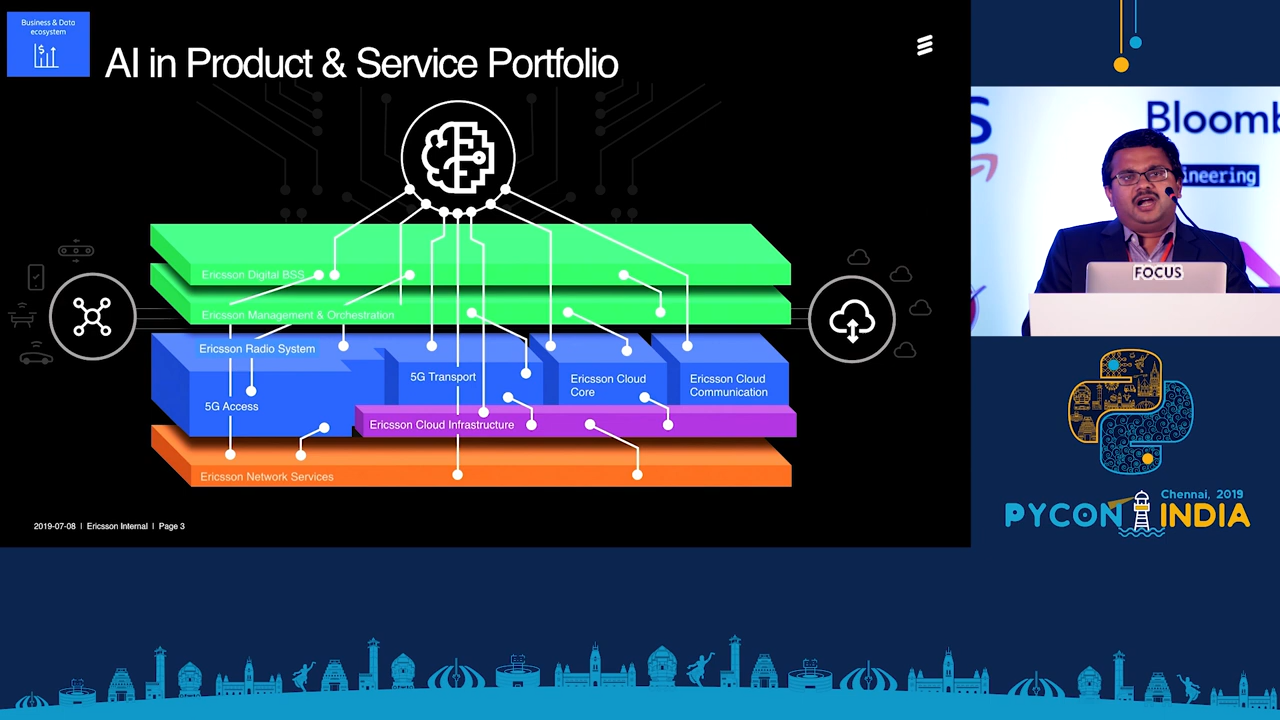 Business & Data
ecosystem
AI in Product & Service Portfolio
Ericsson Digital BSS
Ericsson Management & Orchestration
Ericsson Radio System
5G Access
5G Transport
Ericsson Cloud
Core
Ericsson Cloud
Communication
Ericsson Cloud Infrastructure
Ericsson Network Services
2019-07-08 | Ericsson Internal | Page 3
S
Bloomb
ineering
FOCUS
Chennai, 2019
PYCON INDIA